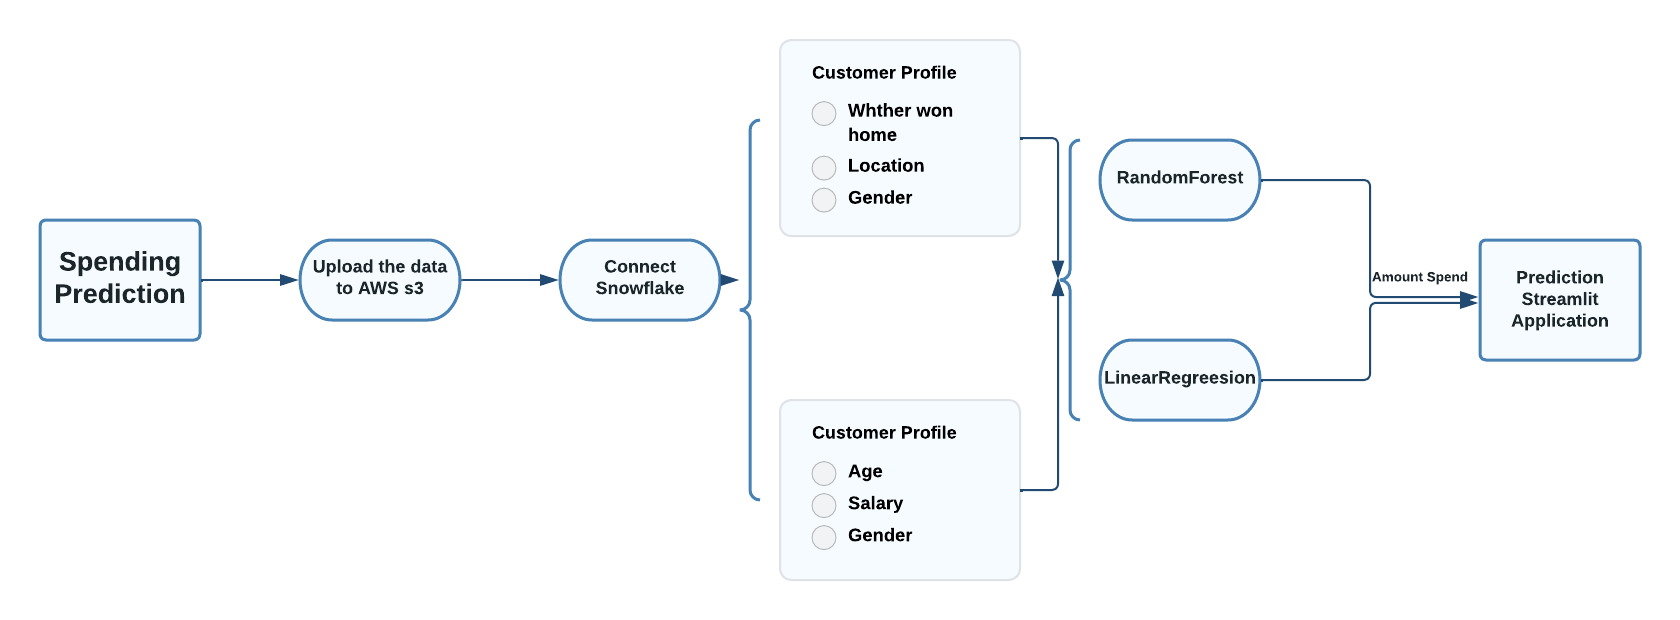 Spending
Prediction
Upload the data
to AWS s3
Connect
Snowflake
Customer Profile
Whther won
home
Location
Gender
Customer Profile
Age
Salary
Gender
RandomForest
LinearRegreesion
Amount Spend
Prediction
Streamlit
Application